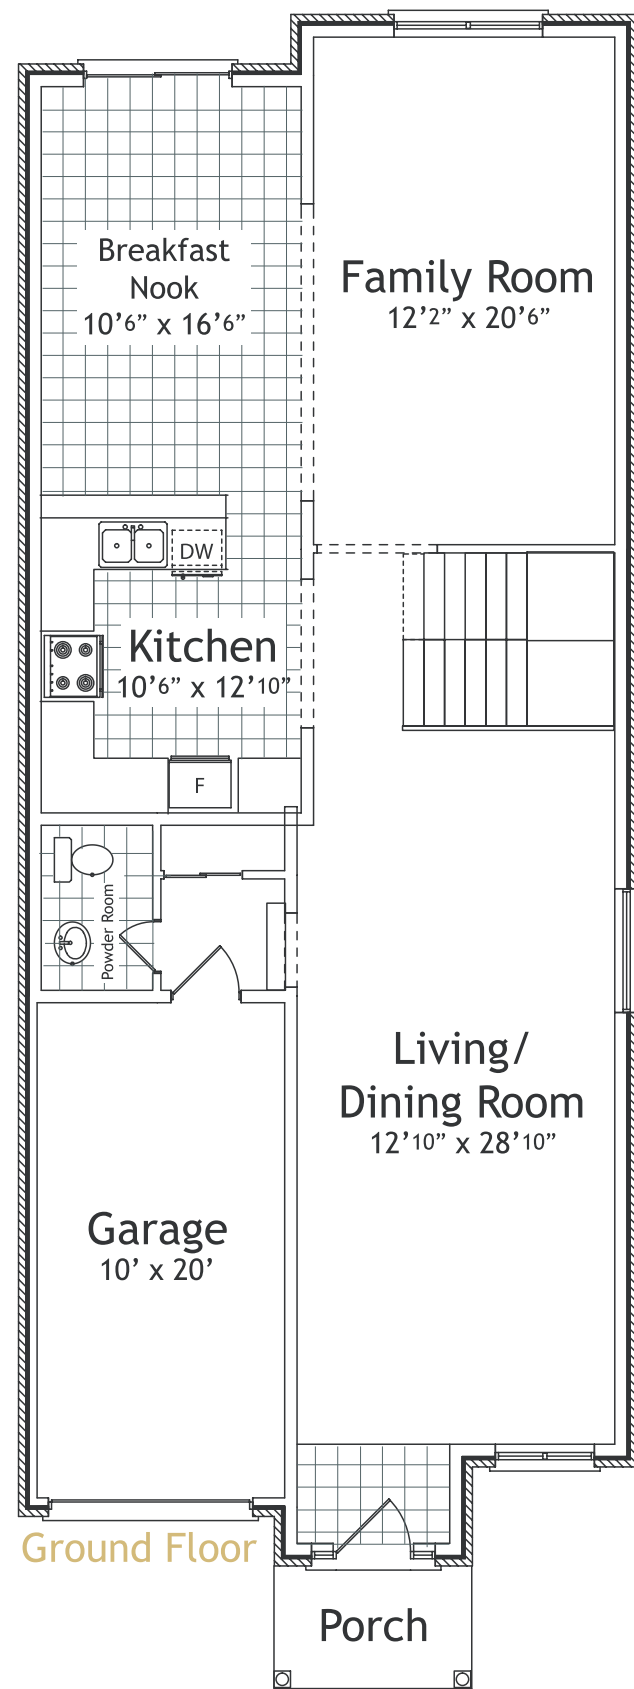 Breakfast
Nook
10’6” x 16’6”
Family Room
12’2” x 20’6”
DW
Kitchen
10’6” x 12’10”
F
Powder Room
Living/
Dining Room
12’10” x 28’10”
Garage
10’ x 20’
Ground Floor
Porch